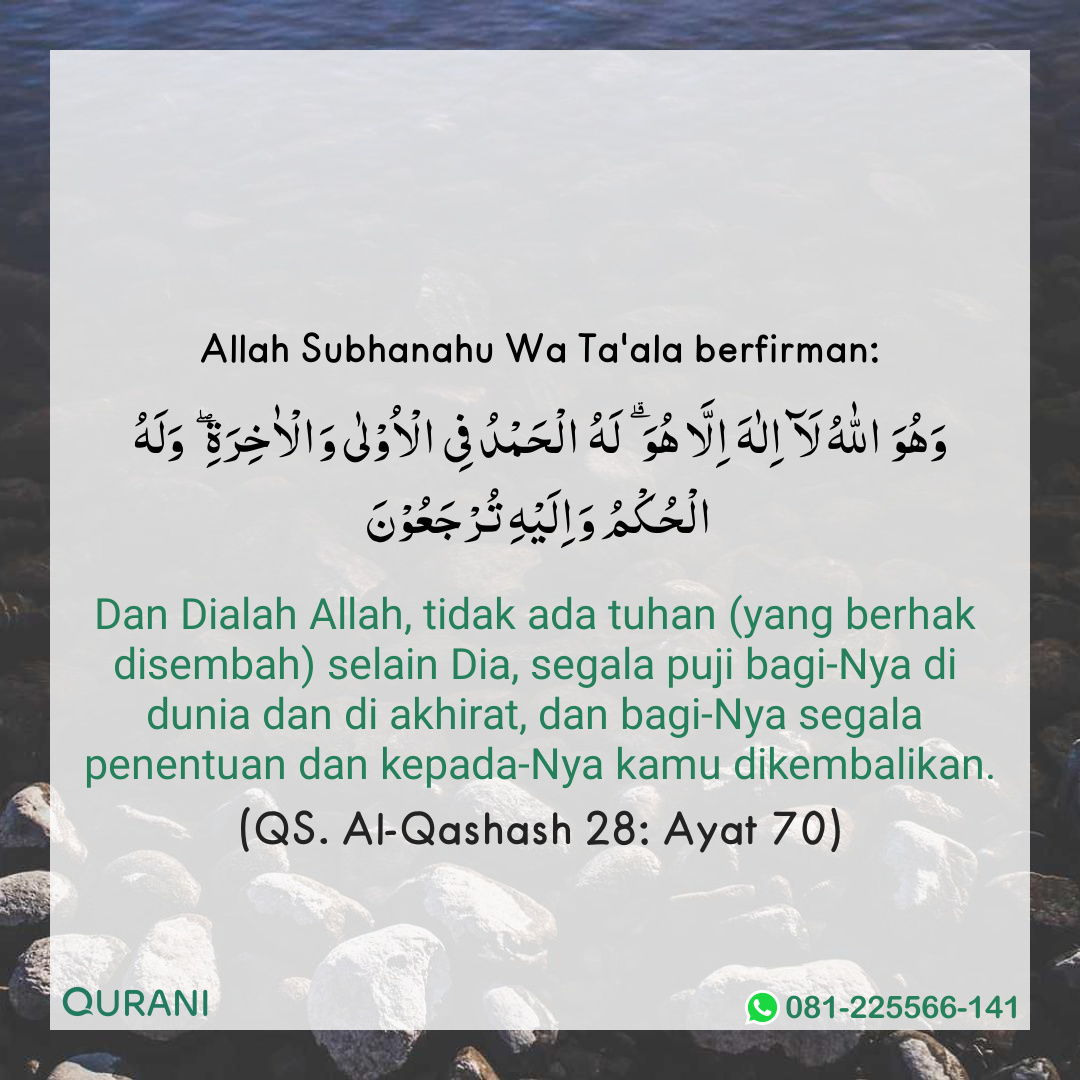 Allah Subhanahu Wa Ta'ala berfirman:
وَهُوَ اللّٰهُ لَآ اِلٰهَ اِلَّا هُوَ ۗ لَهُ الْحَمْدُ فِى الْاُوْلٰى وَالْاٰخِرَةِ ۖ وَلَهُ
الْحُكْمُ وَاِلَيْهِ تُرْجَعُوْنَ
Dan Dialah Allah, tidak ada tuhan (yang berhak
disembah) selain Dia, segala puji bagi-Nya di
dunia dan di akhirat, dan bagi-Nya segala
penentuan dan kepada-Nya kamu dikembalikan.
(QS. Al-Qashash 28: Ayat 70)
QURANI
081-225566-141